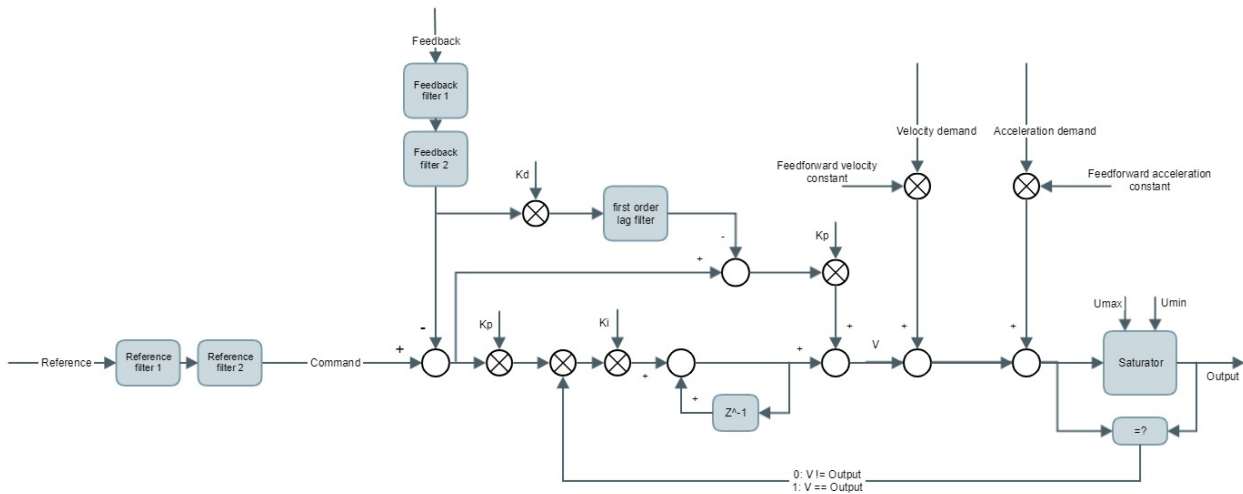 Feedback
Feedback
filter 1
Feedback
filter 2
Velocity demand
Acceleration demand
Feedforward velocity
constant
Feedforward acceleration
constant
Kd
first order
lag filter
-
Kp
+
Kp
Ki
Umax
Umin
-
+
+
+
Reference
Reference
filter 1
Reference
filter 2
Command
+
+
V
Saturator
Output
+
+
Z^-1
=?
0: V != Output
1: V == Output